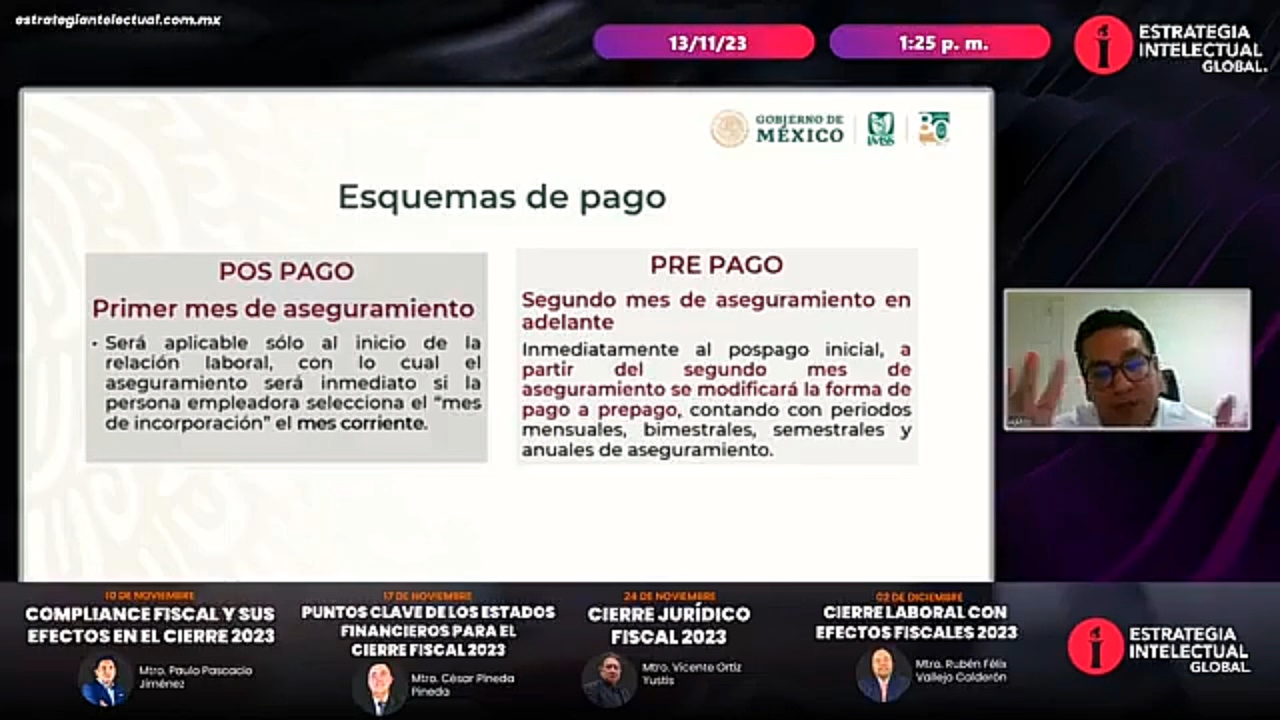 estrategiantelectual.com.mx
13/11/23
1:25 p. m.
ESTRATEGIA
INTELECTUAL
GLOBAL.
GOBIERNO DE
MÉXICO
IMSS
80
Esquemas de pago
POS PAGO
Primer mes de aseguramiento
• Será aplicable sólo al inicio de la
relación laboral, con lo cual el
aseguramiento será inmediato si la
persona empleadora selecciona el “mes
de incorporación” el mes corriente.
PRE PAGO
Segundo mes de aseguramiento en
adelante
Inmediatamente al pospago inicial, a
partir del segundo mes de
aseguramiento se modificará la forma de
pago a prepago, contando con periodos
mensuales, bimestrales, semestrales y
anuales de aseguramiento.
10 DE NOVIEMBRE
COMPLIANCE FISCAL Y SUS
EFECTOS EN EL CIERRE 2023
Mtro. Paulo Pascacio
Jiménez
17 DE NOVIEMBRE
PUNTOS CLAVE DE LOS ESTADOS
FINANCIEROS PARA EL
CIERRE FISCAL 2023
Mtro. César Pineda
Pineda
24 DE NOVIEMBRE
CIERRE JURÍDICO
FISCAL 2023
Mtro. Vicente Ortiz
Yustis
02 DE DICIEMBRE
CIERRE LABORAL CON
EFECTOS FISCALES 2023
Mtro. Rubén Félix
Vallejo Calderón
ESTRATEGIA
INTELECTUAL
GLOBAL.